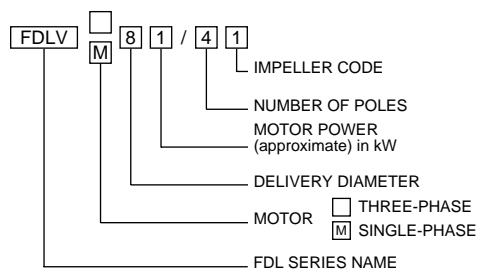 FDLV M 8 1 / 4 1
IMPELLER CODE
NUMBER OF POLES
MOTOR POWER
(approximate) in kW
DELIVERY DIAMETER
MOTOR THREE-PHASE
M SINGLE-PHASE
FDL SERIES NAME